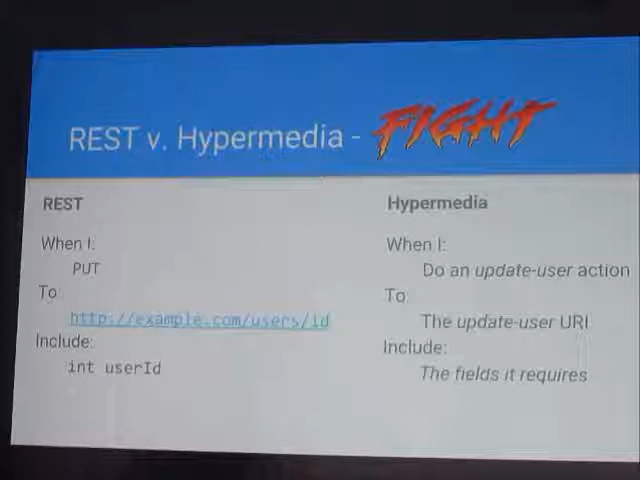 REST v. Hypermedia - FIGHT
REST
When I:
PUT
To
http://example.com/users/id
Include:
int userId
Hypermedia
When I:
Do an update-user action
To:
The update-user URI
Include:
The fields it requires